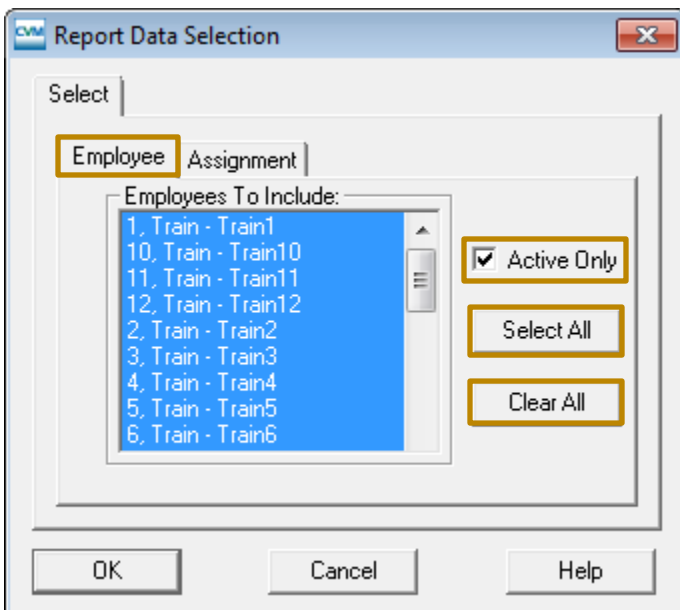 CVM Report Data Selection
Select
Employee Assignment
Employees To Include:
1, Train - Train1
10, Train - Train10
11, Train - Train11
12, Train - Train12
2, Train - Train2
3, Train - Train3
4, Train - Train4
5, Train - Train5
6, Train - Train6
Active Only
Select All
Clear All
OK Cancel Help